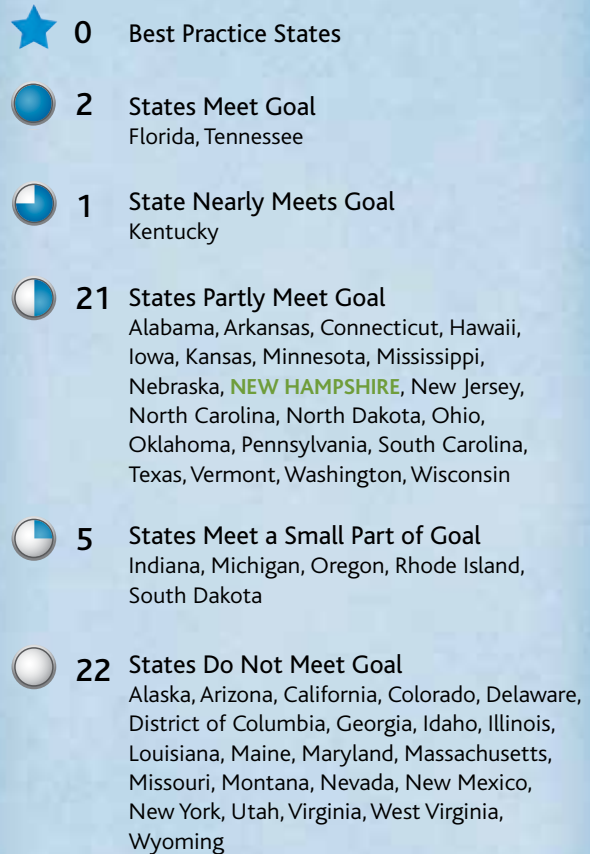 0 Best Practice States
2 States Meet Goal
Florida, Tennessee
1 State Nearly Meets Goal
Kentucky
21 States Partly Meet Goal
Alabama, Arkansas, Connecticut, Hawaii,
Iowa, Kansas, Minnesota, Mississippi,
Nebraska, NEW HAMPSHIRE, New Jersey,
North Carolina, North Dakota, Ohio,
Oklahoma, Pennsylvania, South Carolina,
Texas, Vermont, Washington, Wisconsin
5 States Meet a Small Part of Goal
Indiana, Michigan, Oregon, Rhode Island,
South Dakota
22 States Do Not Meet Goal
Alaska, Arizona, California, Colorado, Delaware,
District of Columbia, Georgia, Idaho, Illinois,
Louisiana, Maine, Maryland, Massachusetts,
Missouri, Montana, Nevada, New Mexico,
New York, Utah, Virginia, West Virginia,
Wyoming